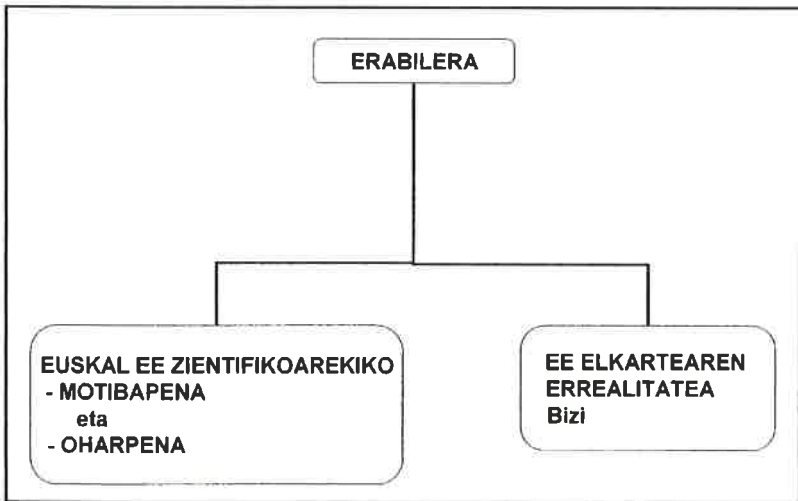 ERABILERA
EUSKAL EE ZIENTIFIKOAREKIKO
- MOTIBAPENA
eta
- OHARPENA
EE ELKARTEAREN
ERREALITATEA
Bizi